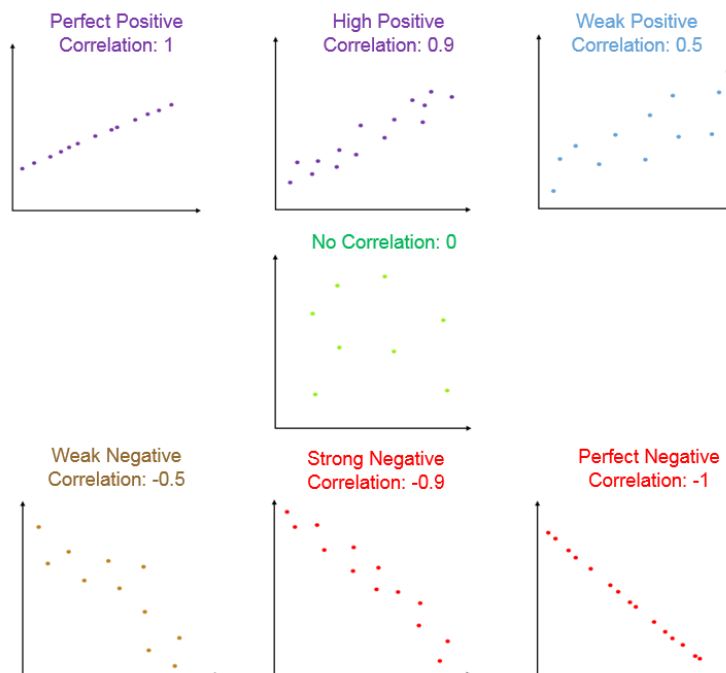 Perfect Positive
Correlation: 1
High Positive
Correlation: 0.9
Weak Positive
Correlation: 0.5
No Correlation: 0
Weak Negative
Correlation: -0.5
Strong Negative
Correlation: -0.9
Perfect Negative
Correlation: -1